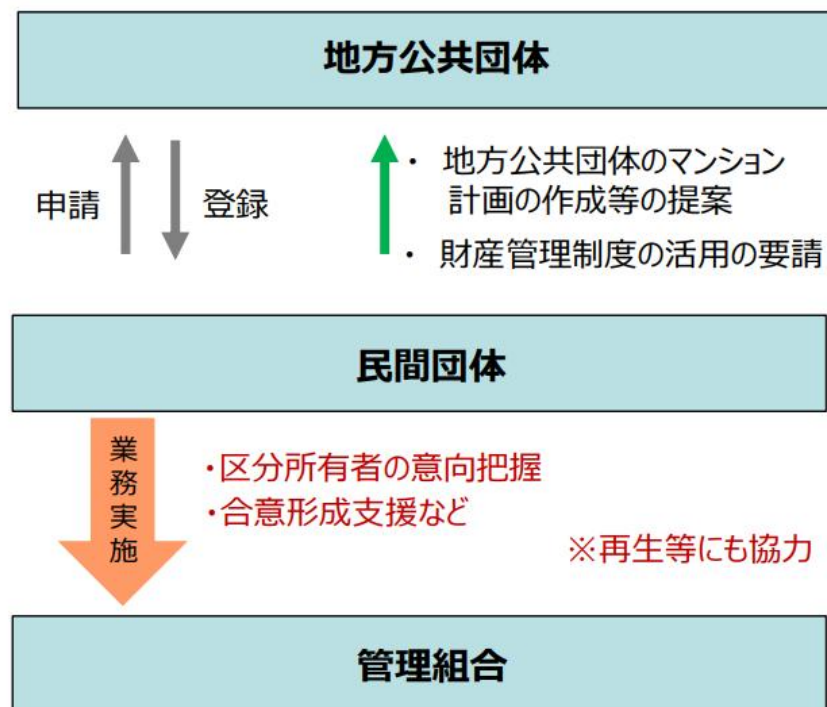 地方公共団体
申請
登録
・ 地方公共団体のマンション
計画の作成等の提案
・ 財産管理制度の活用の要請
民間団体
業務実施
・区分所有者の意向把握
・合意形成支援など
※再生等にも協力
管理組合